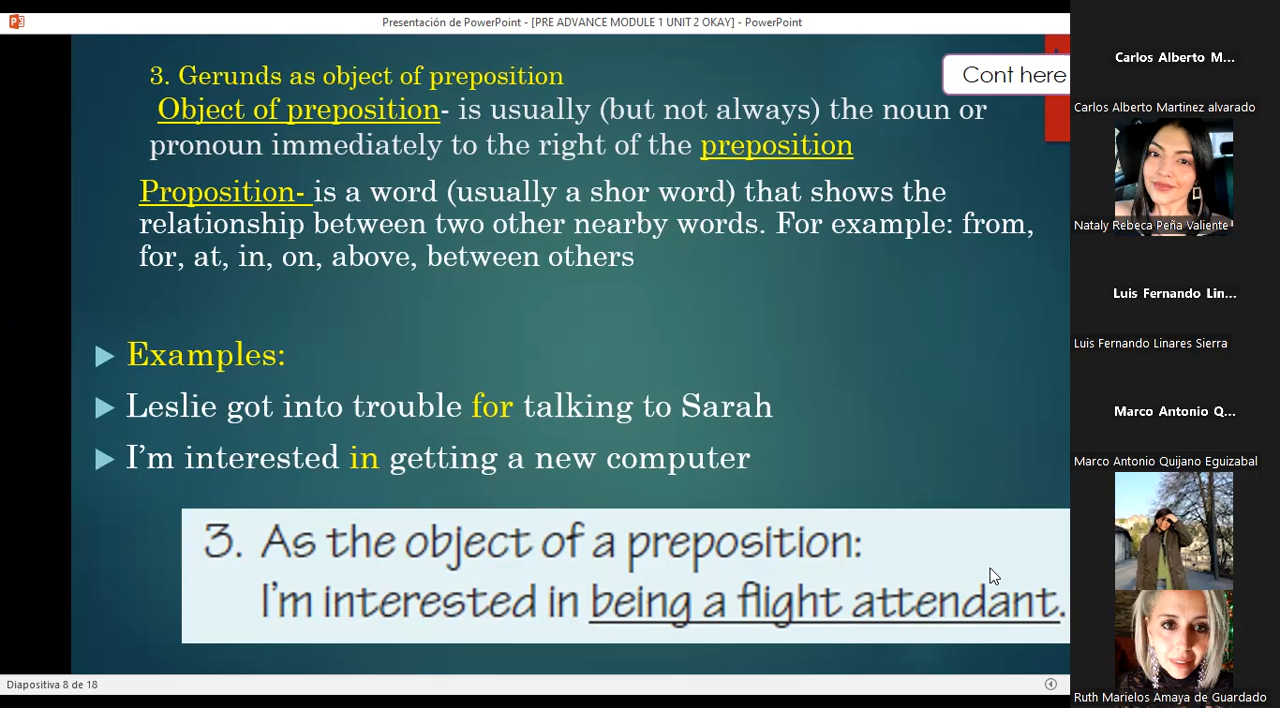 Presentación de PowerPoint - [PRE ADVANCE MODULE 1 UNIT 2 OKAY] - PowerPoint
3. Gerunds as object of preposition
Cont here
Object of preposition- is usually (but not always) the noun or
pronoun immediately to the right of the preposition
Proposition- is a word (usually a shor word) that shows the
relationship between two other nearby words. For example: from,
for, at, in, on, above, between others
Examples:
Leslie got into trouble for talking to Sarah
I'm interested in getting a new computer
3. As the object of a preposition:
I'm interested in being a flight attendant.
Diapositiva 8 de 18
Carlos Alberto M...
Carlos Alberto Martinez alvarado
Nataly Rebeca Peña Valiente
Luis Fernando Lin...
Luis Fernando Linares Sierra
Marco Antonio Q...
Marco Antonio Quijano Eguizabal
Ruth Marielos Amaya de Guardado